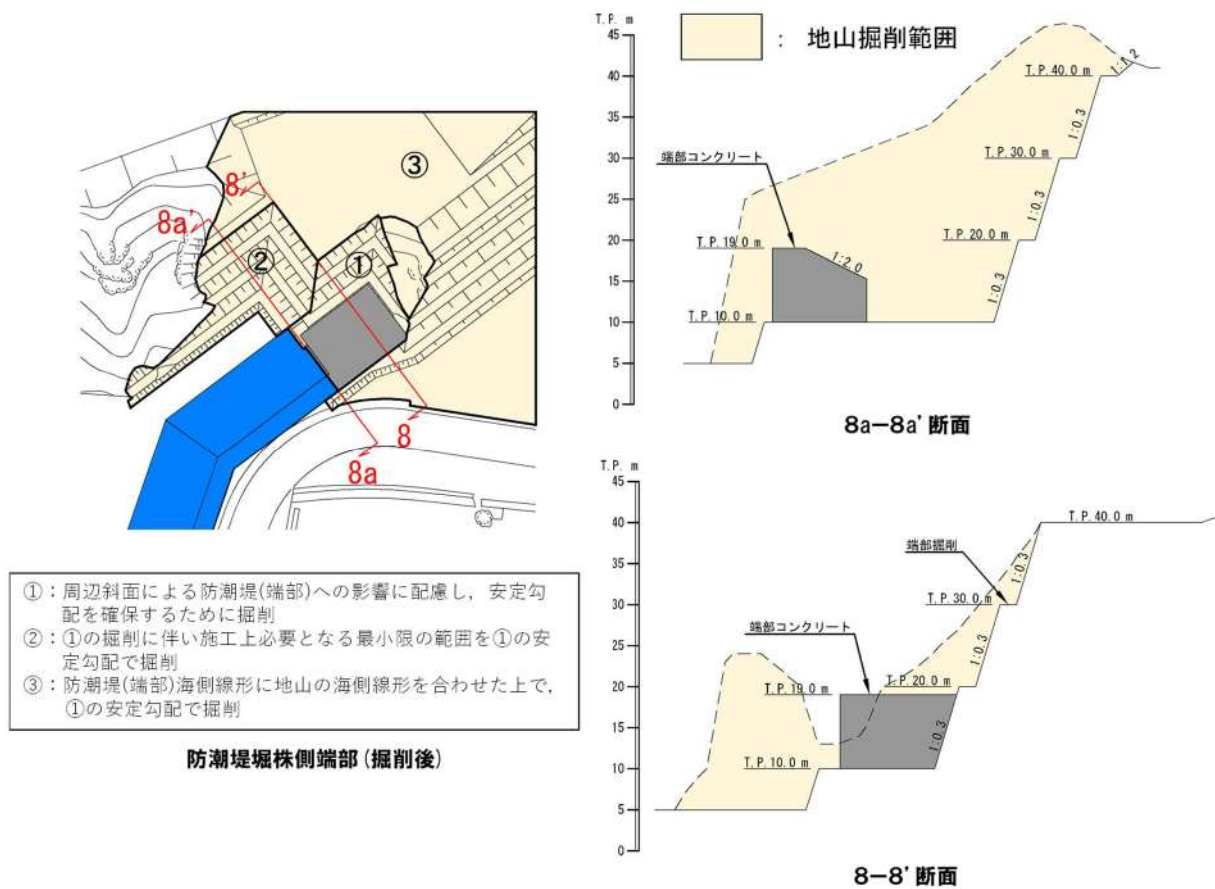 ③
8'
8a'
②
①
8
8a
①：周辺斜面による防潮堤(端部)への影響に配慮し，安定勾
配を確保するために掘削
②：①の掘削に伴い施工上必要となる最小限の範囲を①の安
定勾配で掘削
③：防潮堤(端部)海側線形に地山の海側線形を合わせた上で，
①の安定勾配で掘削
防潮堤堀株側端部(掘削後)
T.P. m
45
40
35
30
25
20
15
10
5
0
： 地山掘削範囲
1:1.2
T.P.40.0 m
1:0.3
端部コンクリート
T.P.30.0 m
1:0.3
T.P.19.0 m
T.P.20.0 m
1:2.0
1:0.3
T.P.10.0 m
8a－8a'断面
T.P. m
45
40
35
30
25
20
15
10
5
0
T.P.40.0 m
端部掘削
1:0.3
T.P.30.0 m
端部コンクリート
1:0.3
T.P.19.0 m
T.P.20.0 m
1:0.3
T.P.10.0 m
8－8'断面